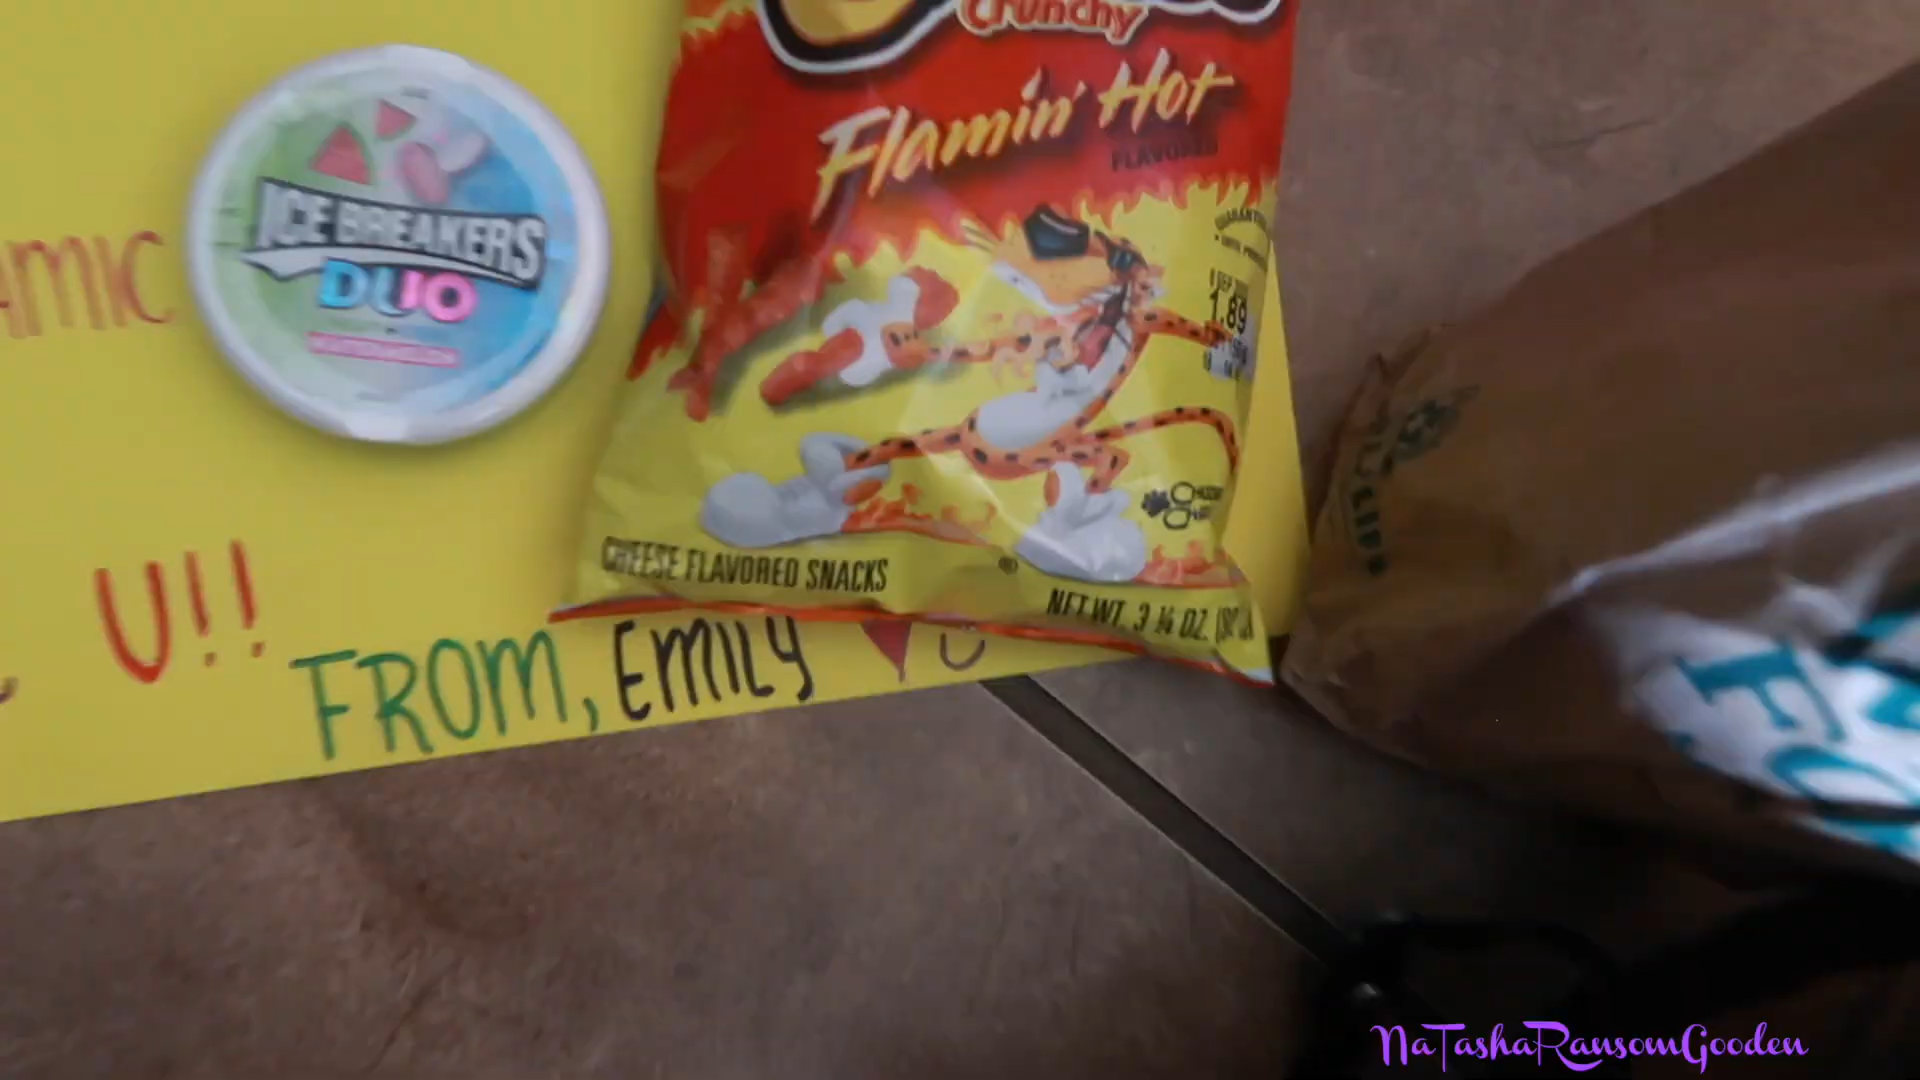 AMIC
U!!
FROM, EMILY
ICE BREAKERS
DUO
Crunchy
Flamin' Hot
FLAVORED
1.89
CHEESE FLAVORED SNACKS
NET WT. 3 ¼ OZ.
NaTashaRansomGooden